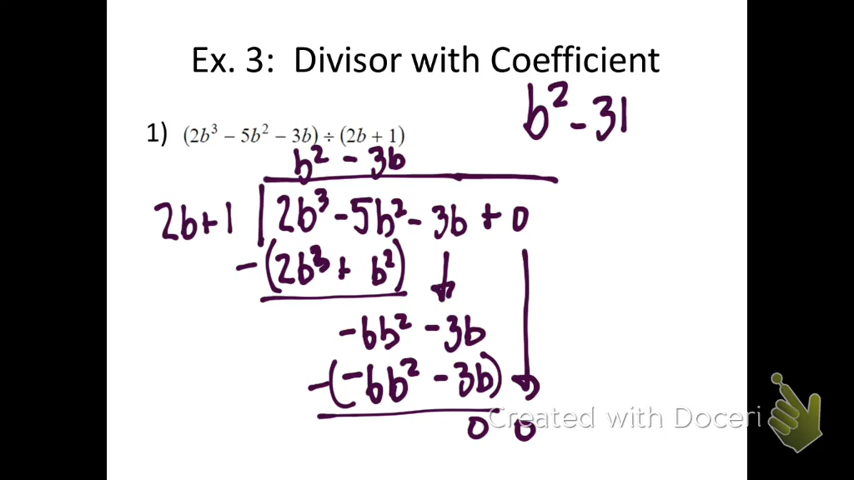 Ex. 3: Divisor with Coefficient
b² - 31
1) (2b³ − 5b² − 3b) ÷ (2b + 1)
b² - 3b
2b+1 2b³ - 5b² - 3b + 0
-(2b³ + b²)
-6b² - 3b
-(-6b² - 3b)
Created with Doceri
0 0